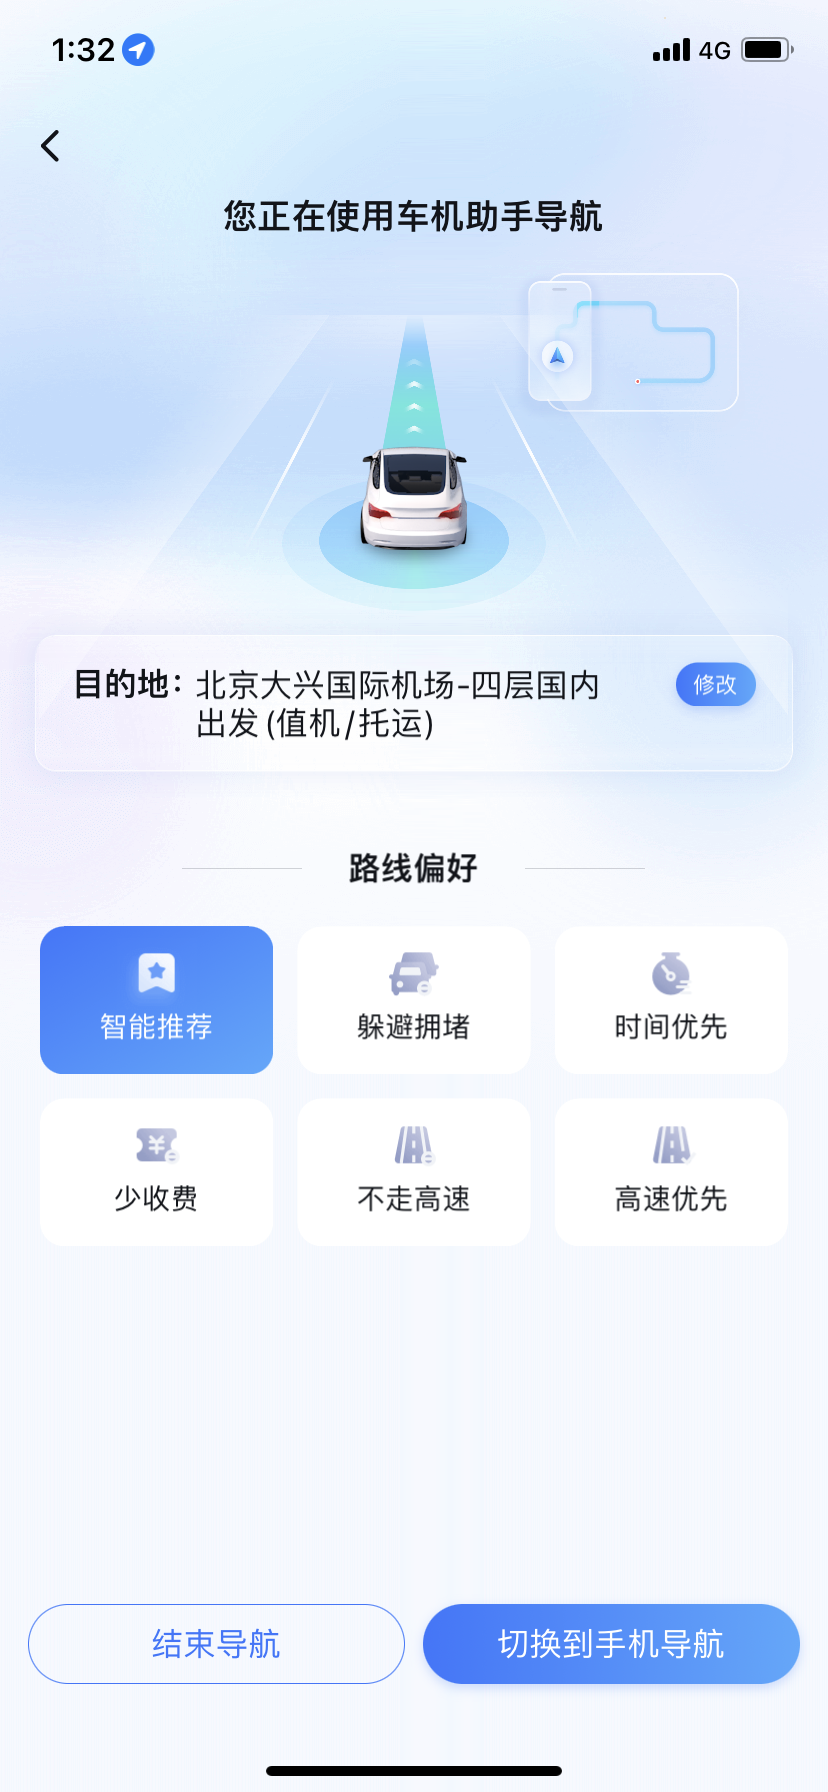 1:32
4G
您正在使用车机助手导航
目的地：北京大兴国际机场-四层国内
出发(值机/托运)
修改
路线偏好
智能推荐
躲避拥堵
时间优先
少收费
不走高速
高速优先
结束导航
切换到手机导航